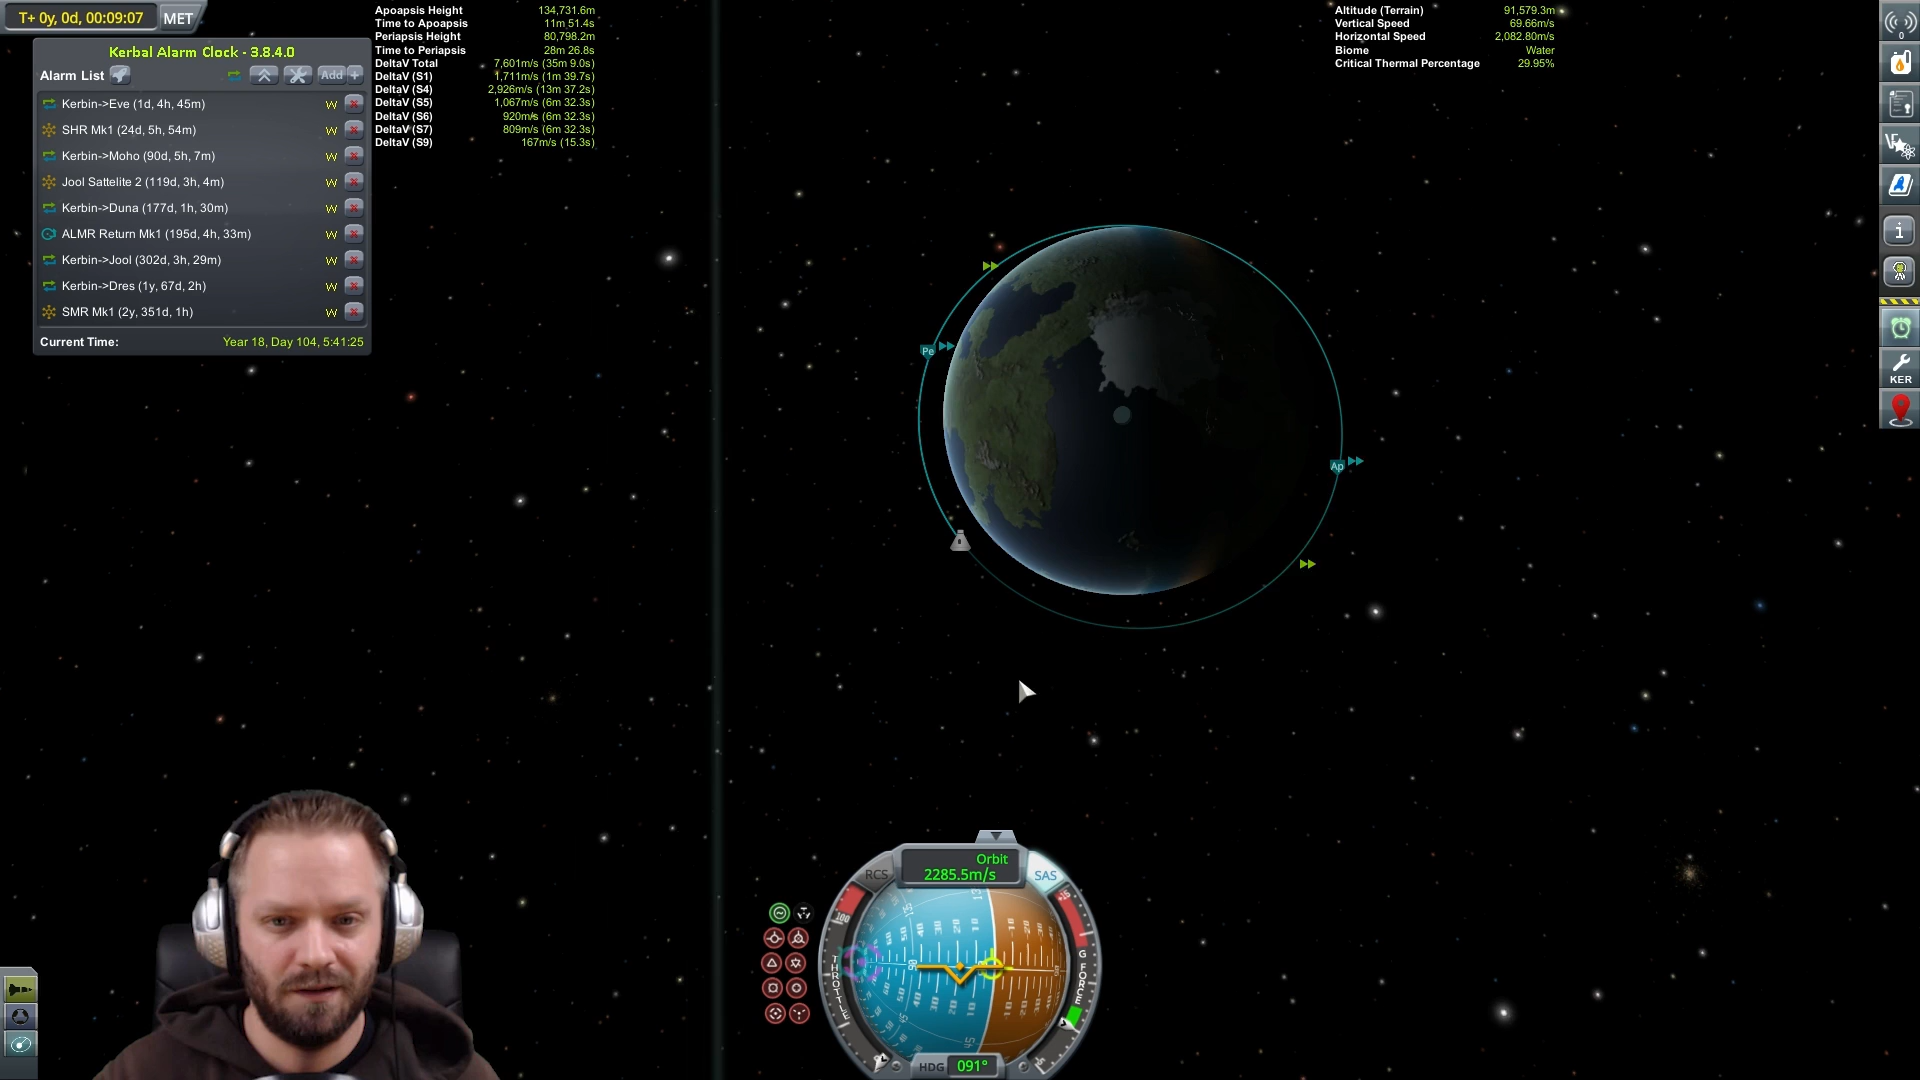 T+ 0y, 0d, 00:09:07 MET
Kerbal Alarm Clock - 3.8.4.0
Alarm List Add +
Kerbin->Eve (1d, 4h, 45m) W
SHR Mk1 (24d, 5h, 54m) W
Kerbin->Moho (90d, 5h, 7m) W
Jool Sattelite 2 (119d, 3h, 4m) W
Kerbin->Duna (177d, 1h, 30m) W
ALMR Return Mk1 (195d, 4h, 33m) W
Kerbin->Jool (302d, 3h, 29m) W
Kerbin->Dres (1y, 67d, 2h) W
SMR Mk1 (2y, 351d, 1h) W
Current Time: Year 18, Day 104, 5:41:25
Apoapsis Height 134,731.6m
Time to Apoapsis 11m 51.4s
Periapsis Height 80,798.2m
Time to Periapsis 28m 26.8s
DeltaV Total 7,601m/s (35m 9.0s)
DeltaV (S1) 1,711m/s (1m 39.7s)
DeltaV (S4) 2,926m/s (13m 37.2s)
DeltaV (S5) 1,067m/s (6m 32.3s)
DeltaV (S6) 920m/s (6m 32.3s)
DeltaV (S7) 809m/s (6m 32.3s)
DeltaV (S9) 167m/s (15.3s)
Altitude (Terrain) 91,579.3m
Vertical Speed 69.66m/s
Horizontal Speed 2,082.80m/s
Biome Water
Critical Thermal Percentage 29.95%
0
KER
Pe
Ap
Orbit
2285.5m/s
RCS
SAS
100
THROTTLE
G FORCE
HDG 091°